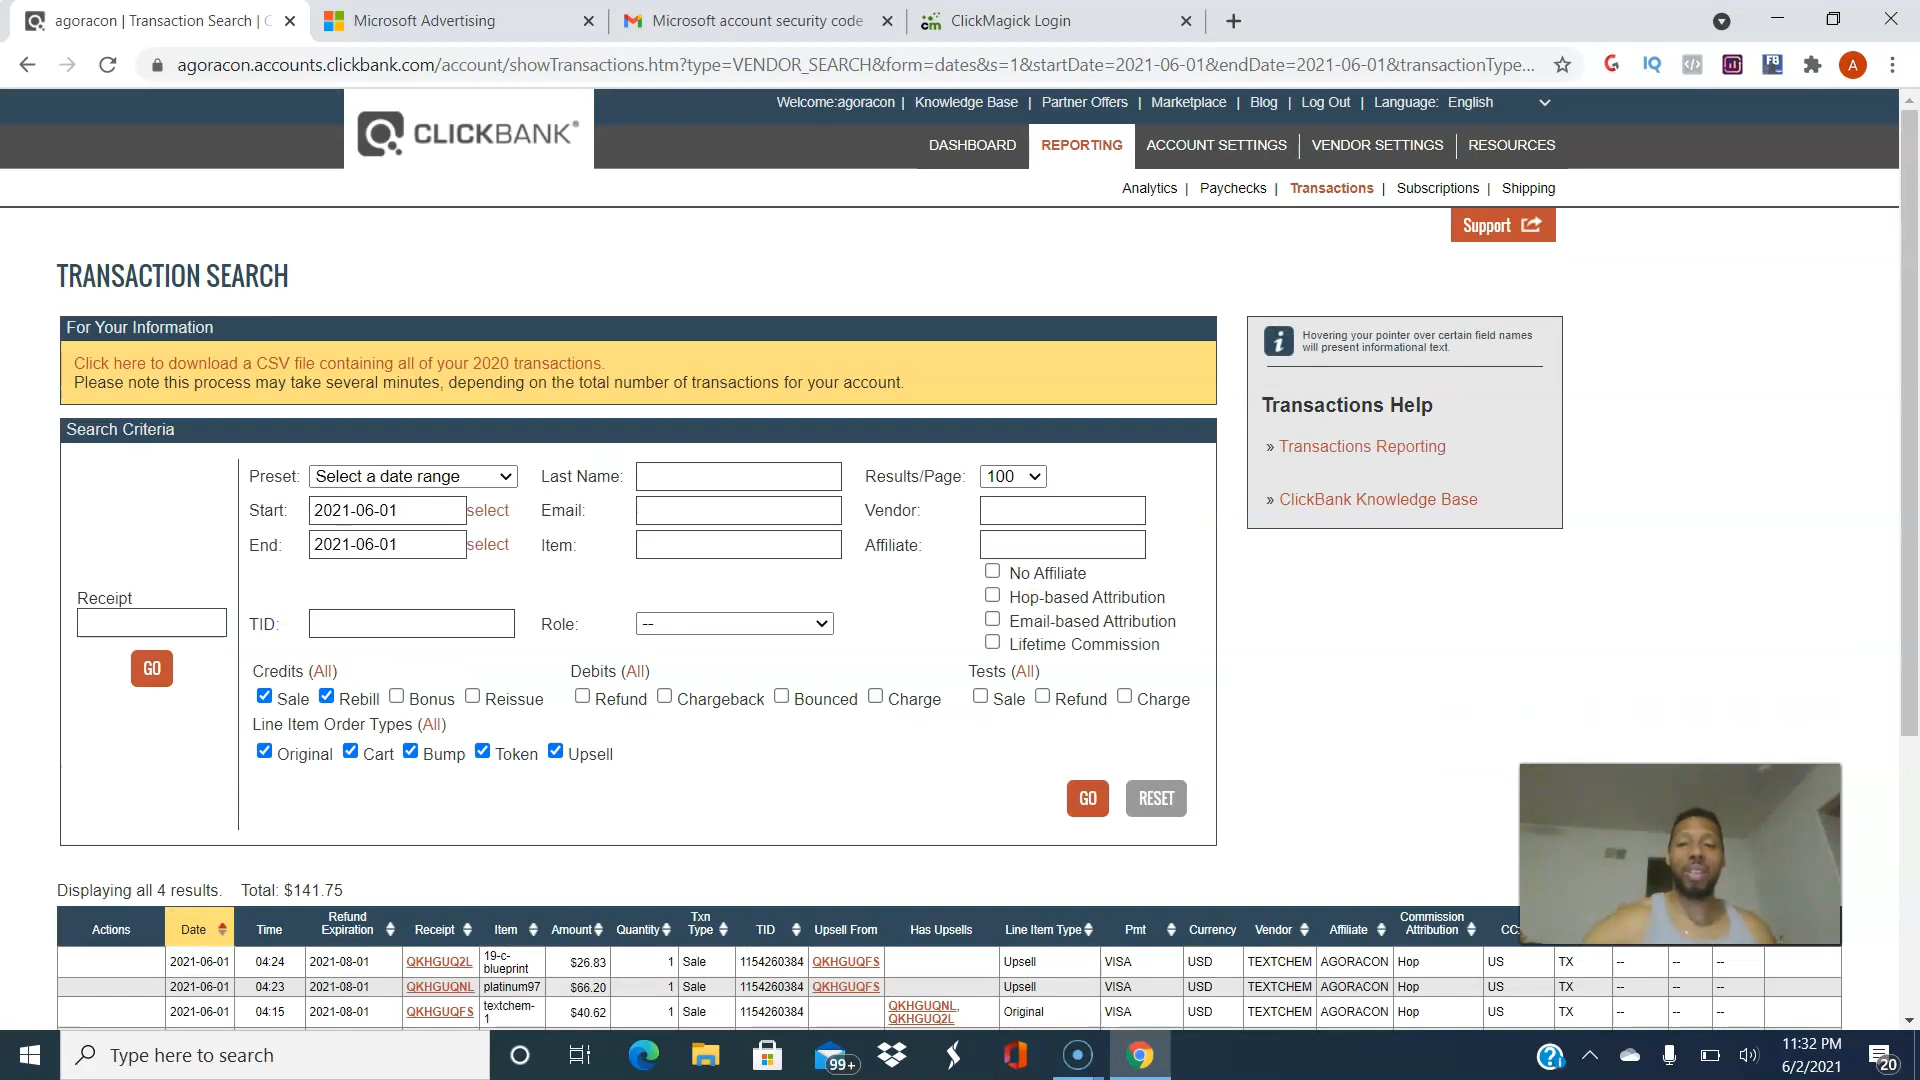 agoracon | Transaction Search | C
Microsoft Advertising
Microsoft account security code
cm ClickMagick Login
agoracon.accounts.clickbank.com/account/showTransactions.htm?type=VENDOR_SEARCH&form=dates&s=1&startDate=2021-06-01&endDate=2021-06-01&transactionType...
Welcome:agoracon | Knowledge Base | Partner Offers | Marketplace | Blog | Log Out | Language: English
CLICKBANK®
DASHBOARD REPORTING ACCOUNT SETTINGS VENDOR SETTINGS RESOURCES
Analytics | Paychecks | Transactions | Subscriptions | Shipping
Support
TRANSACTION SEARCH
For Your Information
Click here to download a CSV file containing all of your 2020 transactions.
Please note this process may take several minutes, depending on the total number of transactions for your account.
Hovering your pointer over certain field names
will present informational text.
Transactions Help
» Transactions Reporting
» ClickBank Knowledge Base
Search Criteria
Preset: Select a date range Last Name: Results/Page: 100
Start: 2021-06-01 select Email: Vendor:
End: 2021-06-01 select Item: Affiliate:
No Affiliate
Hop-based Attribution
Email-based Attribution
Lifetime Commission
Receipt
GO
TID: Role: --
Credits (All) Debits (All) Tests (All)
Sale Rebill Bonus Reissue Refund Chargeback Bounced Charge Sale Refund Charge
Line Item Order Types (All)
Original Cart Bump Token Upsell
GO RESET
Displaying all 4 results. Total: $141.75
Actions Date Time Refund Expiration Receipt Item Amount Quantity Txn Type TID Upsell From Has Upsells Line Item Type Pmt Currency Vendor Affiliate Commission Attribution CC
2021-06-01 04:24 2021-08-01 QKHGUQ2L 19-c-blueprint $26.83 1 Sale 1154260384 QKHGUQFS Upsell VISA USD TEXTCHEM AGORACON Hop US TX -- -- --
2021-06-01 04:23 2021-08-01 QKHGUQNL platinum97 $66.20 1 Sale 1154260384 QKHGUQFS Upsell VISA USD TEXTCHEM AGORACON Hop US TX -- -- --
2021-06-01 04:15 2021-08-01 QKHGUQFS textchem-1 $40.62 1 Sale 1154260384 QKHGUQNL, QKHGUQ2L Original VISA USD TEXTCHEM AGORACON Hop US TX -- -- --
Type here to search
99+
11:32 PM
6/2/2021
20